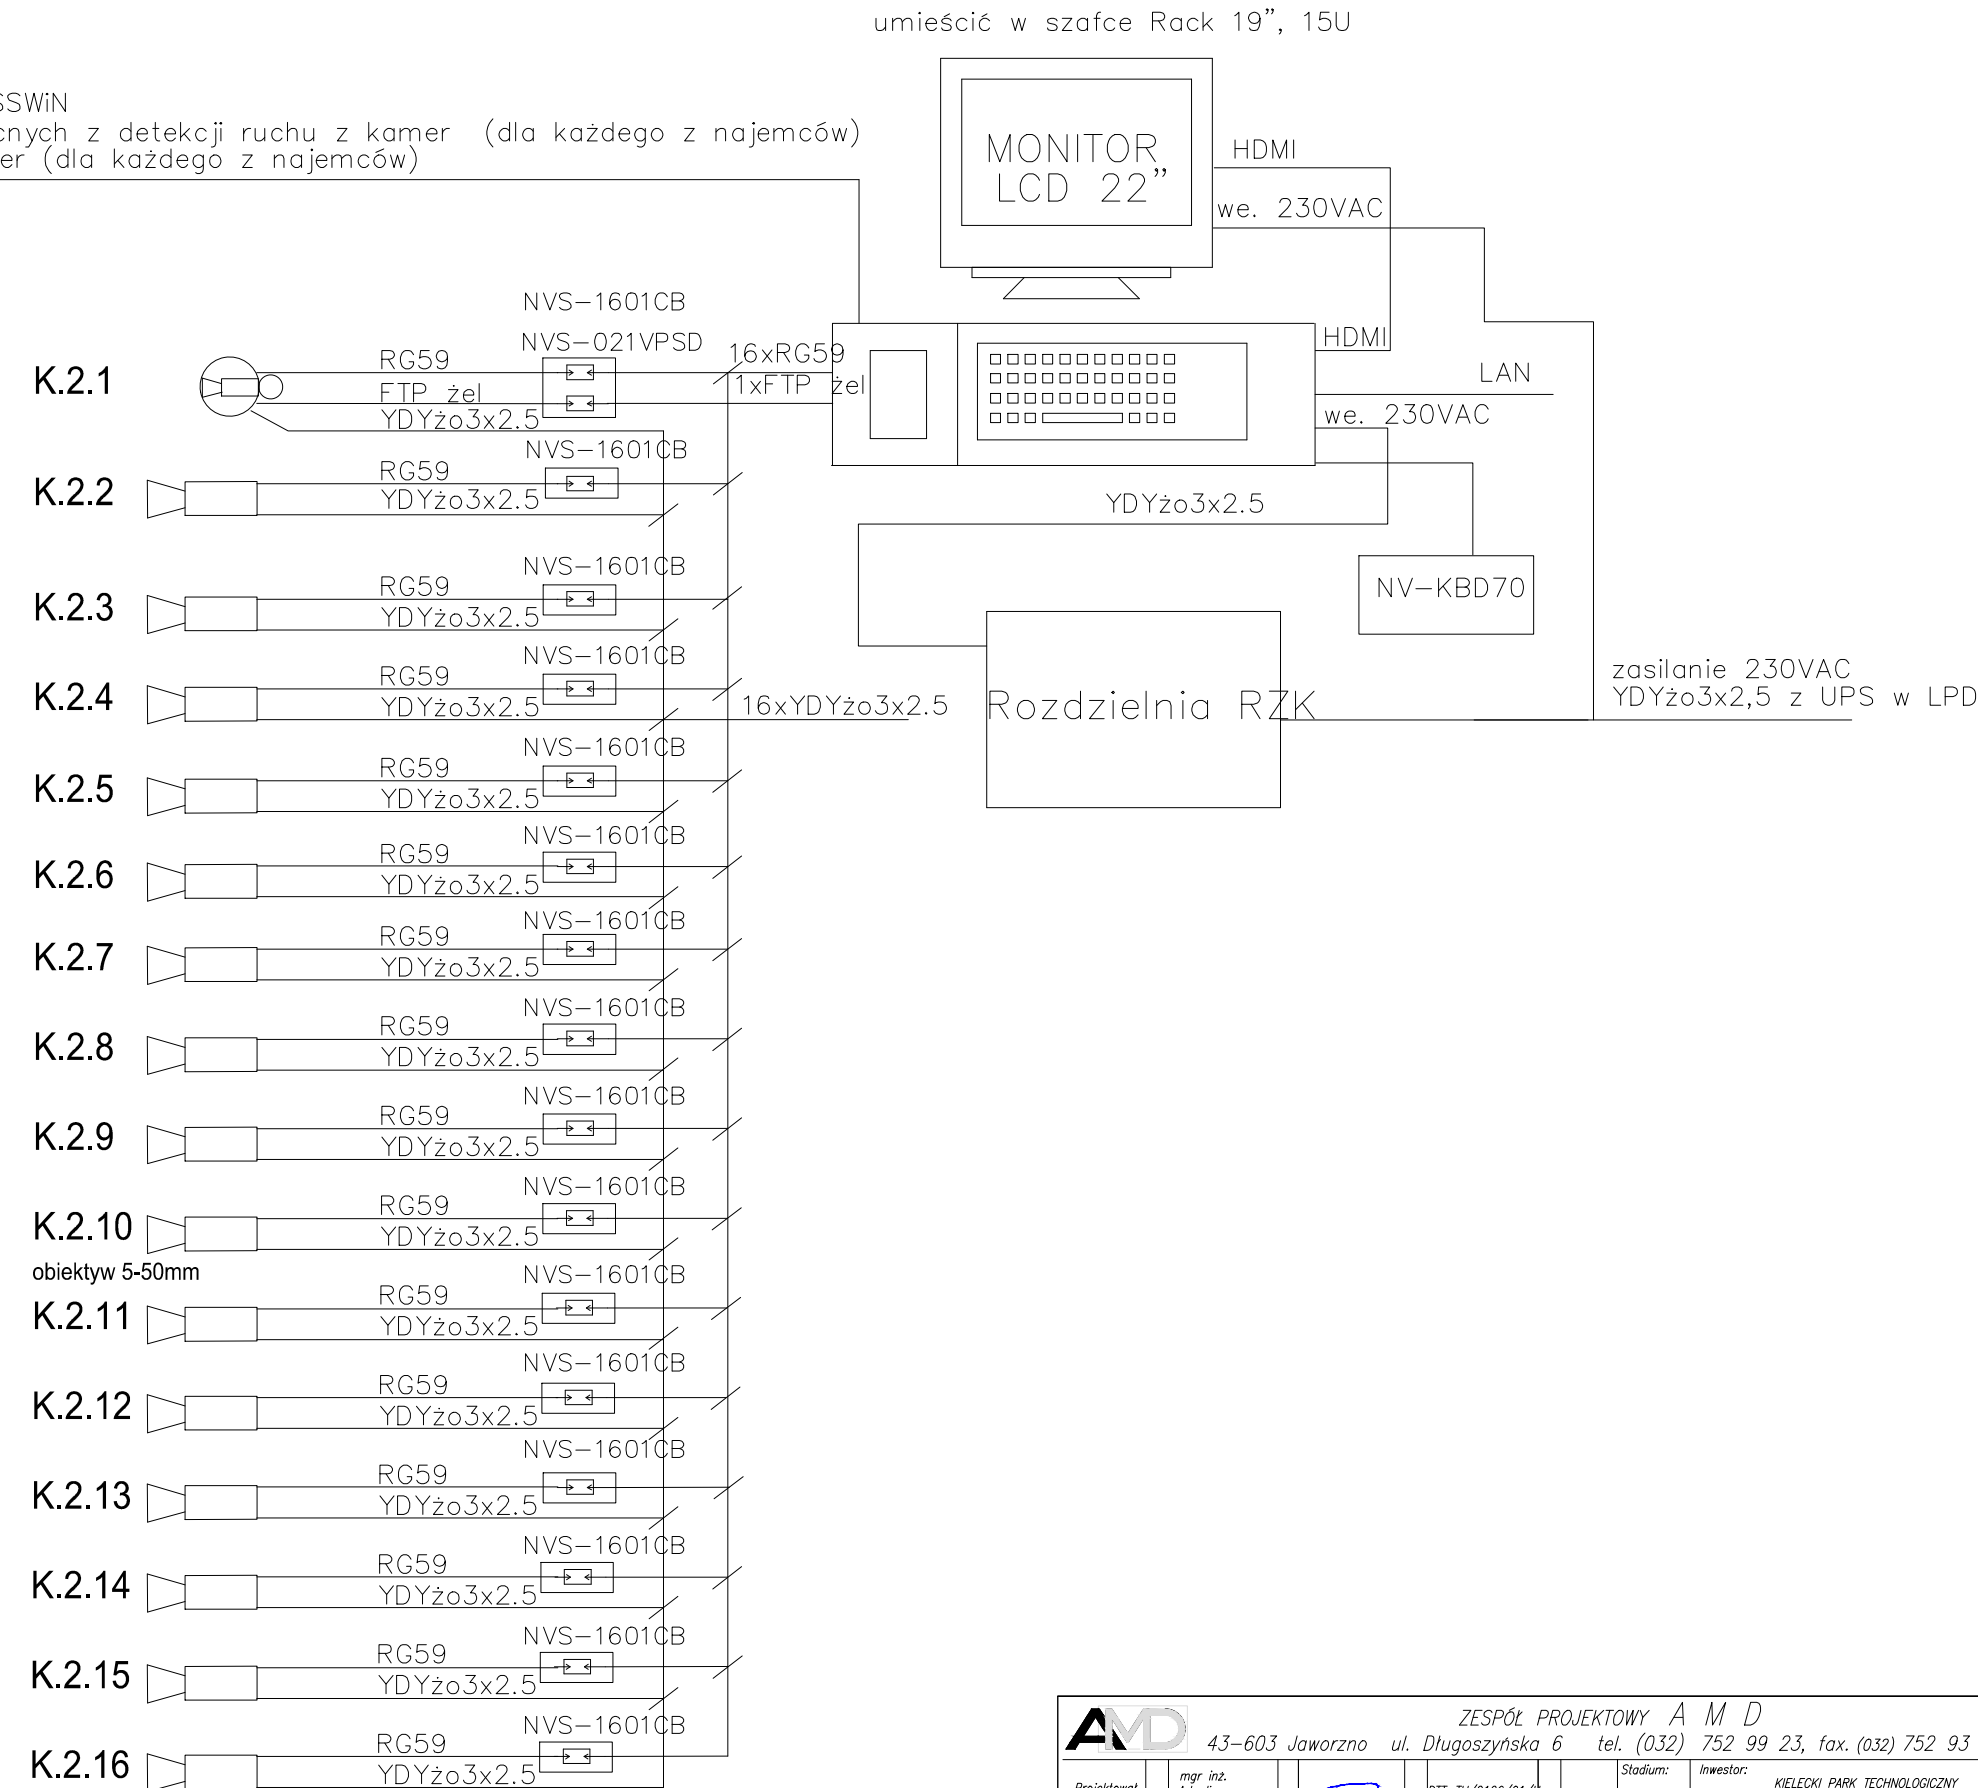 umieścić w szafce Rack 19”, 15U
SSWiN
z detekcji ruchu z kamer (dla każdego z najemców)
(dla każdego z najemców)
MONITOR
LCD 22”
HDMI
we. 230VAC
NVS-1601CB
NVS-021VPSD
K.2.1
RG59
FTP żel
YDYżo3x2.5
16xRG59
1xFTP żel
HDMI
LAN
we. 230VAC
NVS-1601CB
K.2.2
RG59
YDYżo3x2.5
YDYżo3x2.5
NVS-1601CB
K.2.3
RG59
YDYżo3x2.5
NV-KBD70
NVS-1601CB
K.2.4
RG59
YDYżo3x2.5
16xYDYżo3x2.5
Rozdzielnia RZK
zasilanie 230VAC
YDYżo3x2,5 z UPS w LPD
NVS-1601CB
K.2.5
RG59
YDYżo3x2.5
NVS-1601CB
K.2.6
RG59
YDYżo3x2.5
NVS-1601CB
K.2.7
RG59
YDYżo3x2.5
NVS-1601CB
K.2.8
RG59
YDYżo3x2.5
NVS-1601CB
K.2.9
RG59
YDYżo3x2.5
NVS-1601CB
K.2.10
RG59
YDYżo3x2.5
obiektyw 5-50mm
NVS-1601CB
K.2.11
RG59
YDYżo3x2.5
NVS-1601CB
K.2.12
RG59
YDYżo3x2.5
NVS-1601CB
K.2.13
RG59
YDYżo3x2.5
NVS-1601CB
K.2.14
RG59
YDYżo3x2.5
NVS-1601CB
K.2.15
RG59
YDYżo3x2.5
NVS-1601CB
K.2.16
RG59
YDYżo3x2.5
AMD
ZESPÓŁ PROJEKTOWY A M D
43-603 Jaworzno ul. Długoszyńska 6 tel. (032) 752 99 23, fax. (032) 752 93
mgr inż.
Stadium:
Inwestor:
KIELECKI PARK TECHNOLOGICZNY